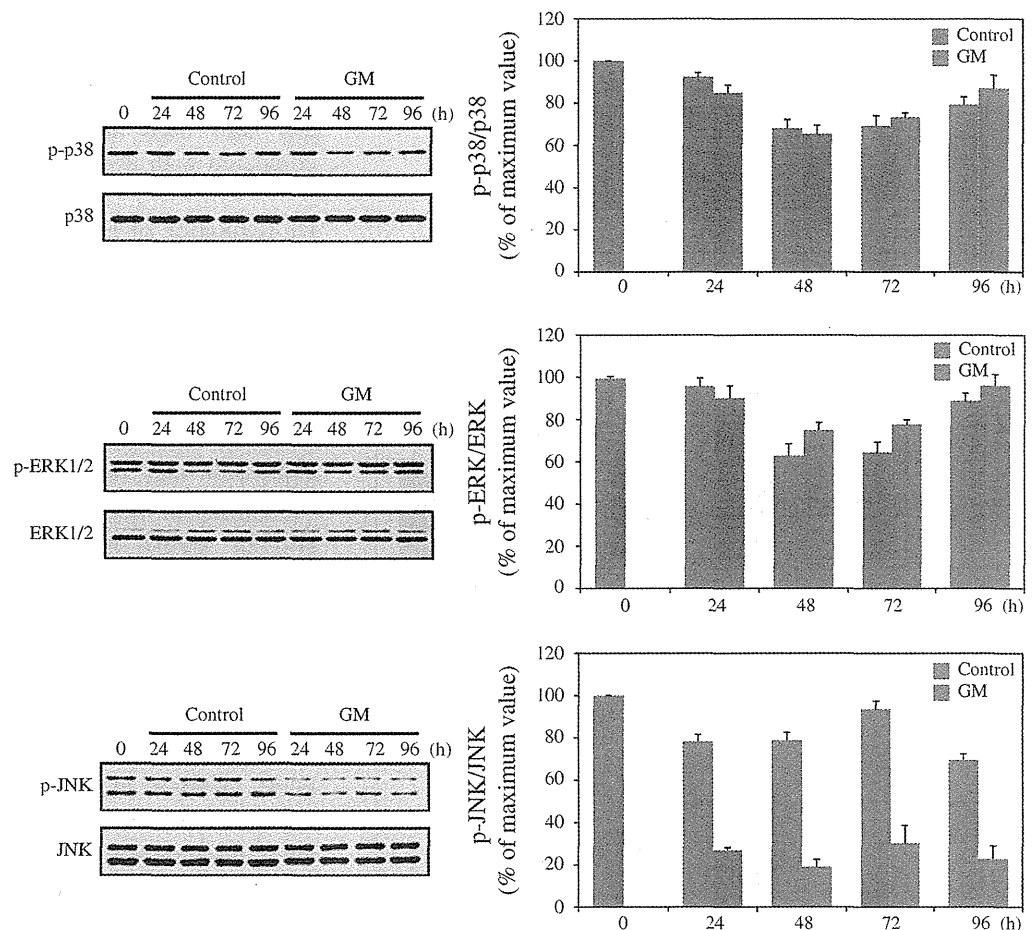 Control GM
0 24 48 72 96 24 48 72 96 (h)
p-p38
p38
p-p38/p38
(% of maximum value)
120
100
80
60
40
20
0
Control
GM
0 24 48 72 96 (h)
Control GM
0 24 48 72 96 24 48 72 96 (h)
p-ERK1/2
ERK1/2
p-ERK/ERK
(% of maximum value)
120
100
80
60
40
20
0
Control
GM
0 24 48 72 96 (h)
Control GM
0 24 48 72 96 24 48 72 96 (h)
p-JNK
JNK
p-JNK/JNK
(% of maximum value)
120
100
80
60
40
20
0
Control
GM
0 24 48 72 96 (h)